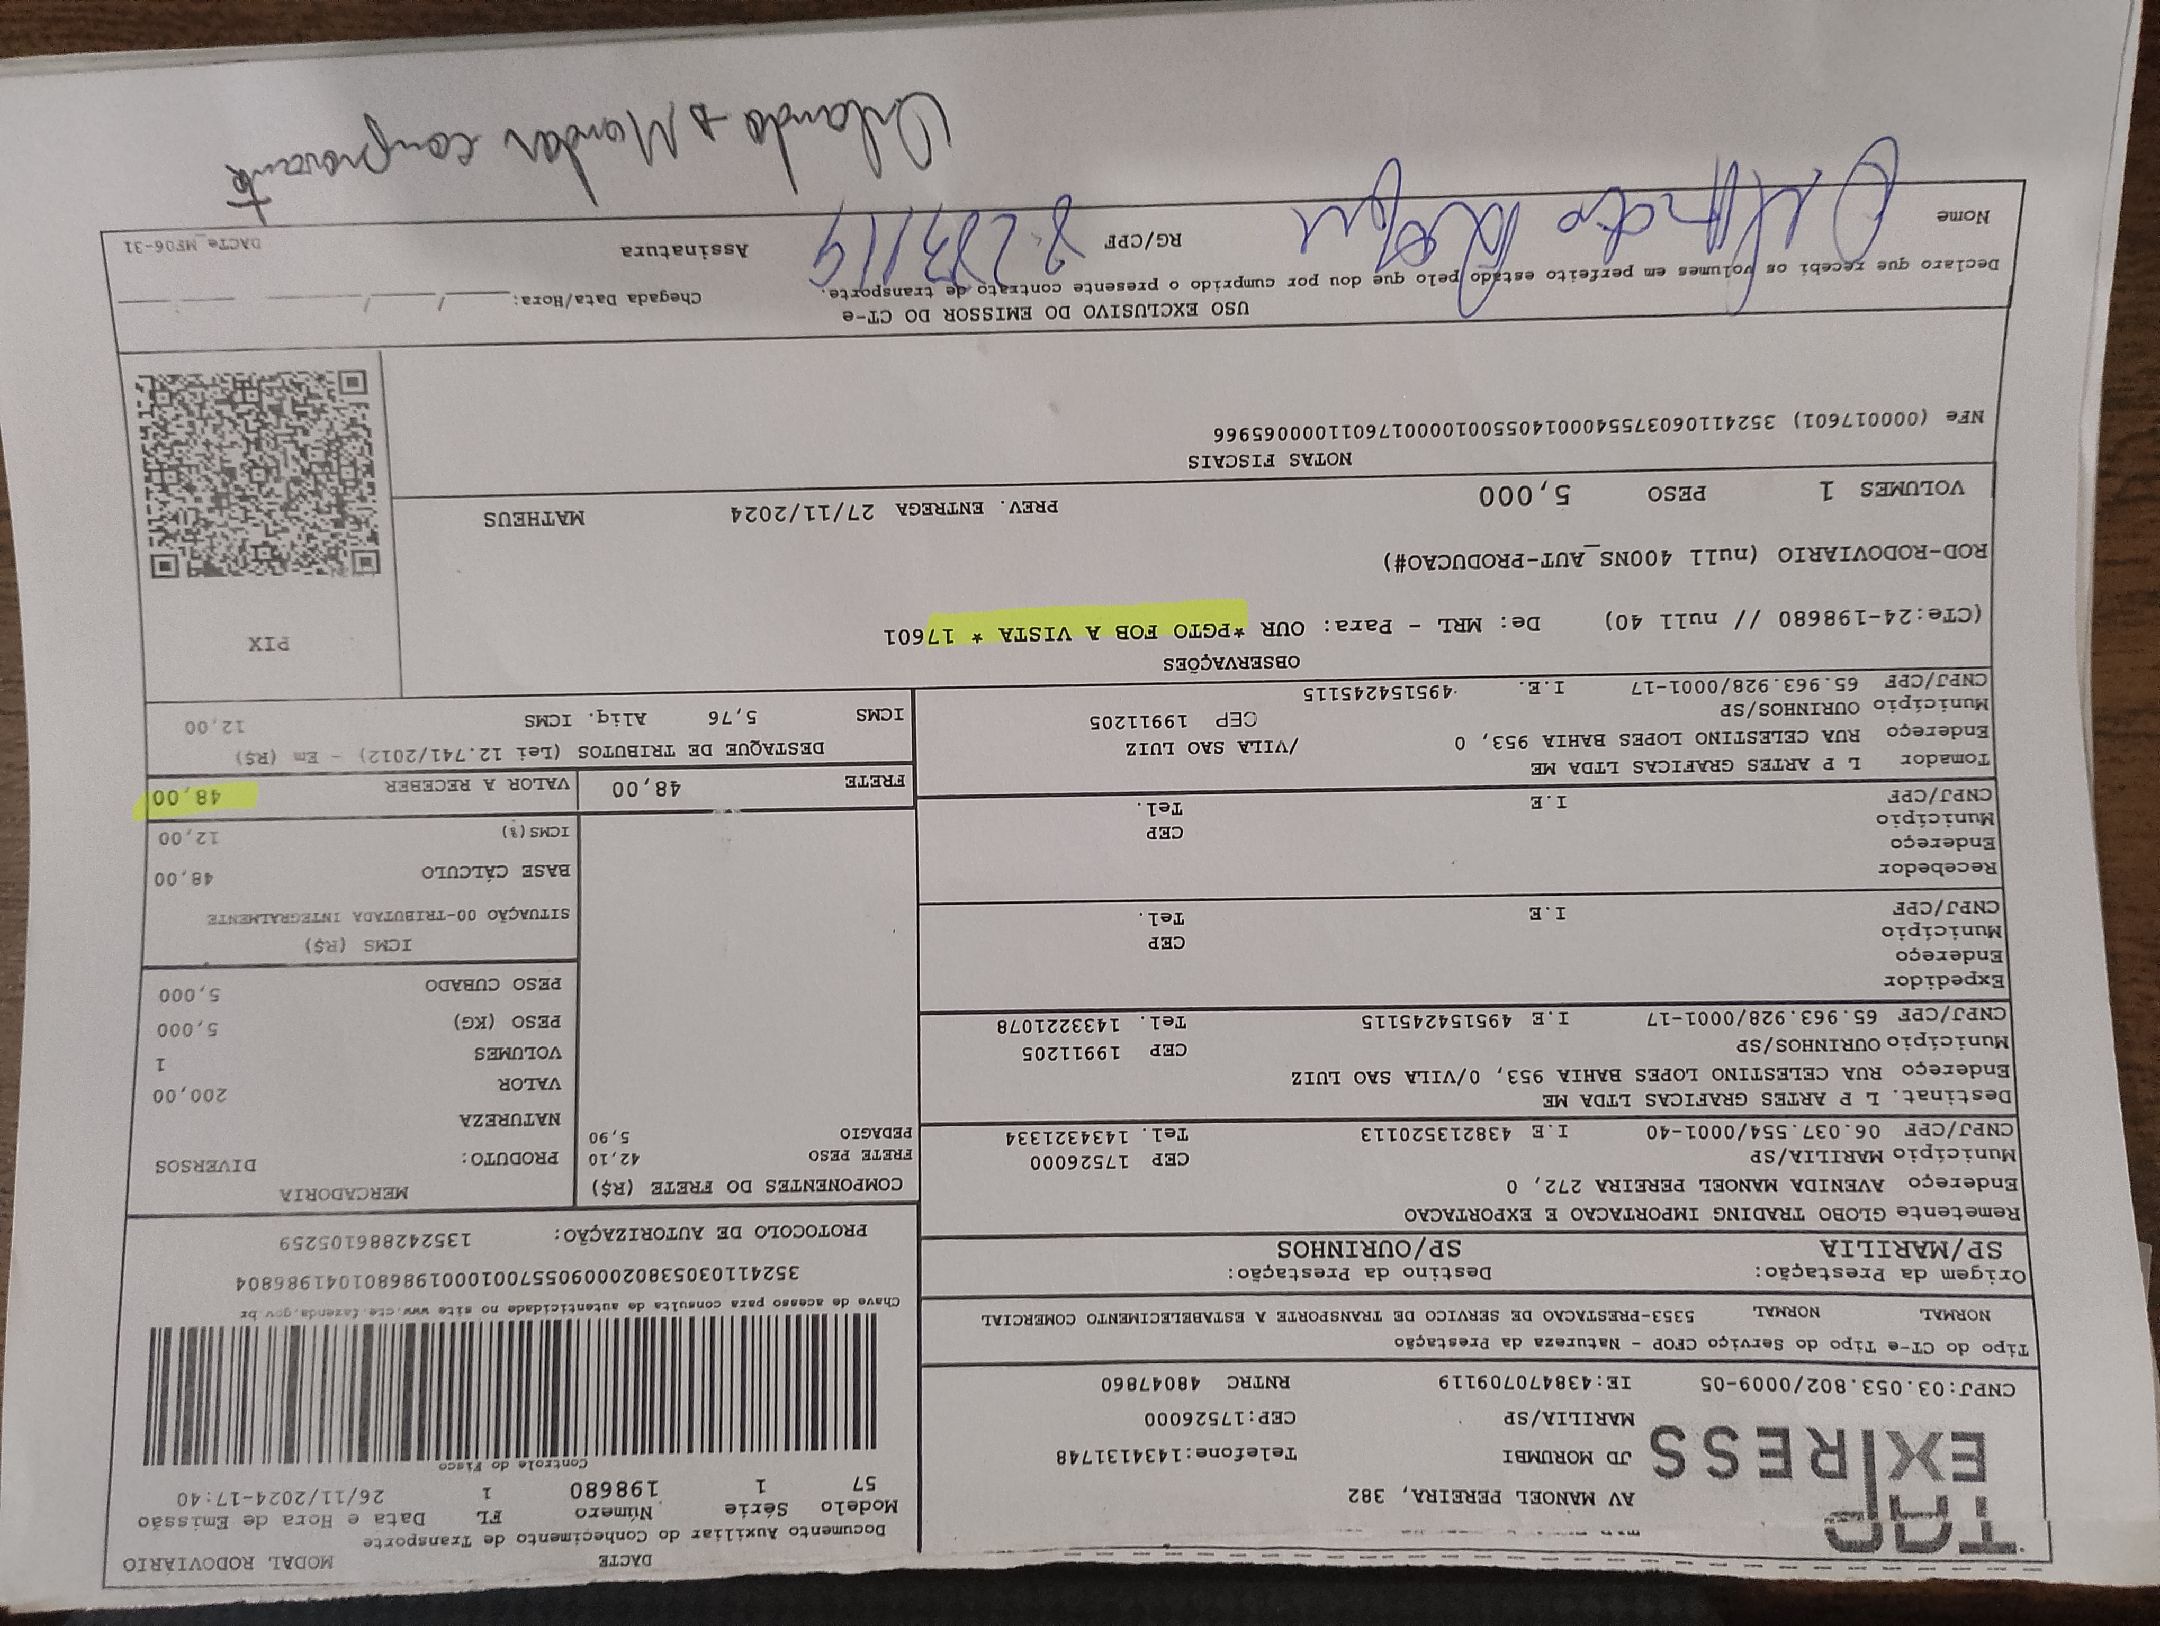 DACTE MODAL RODOVIÁRIO
Documento Auxiliar do Conhecimento de Transporte
Modelo Série Número FL Data e Hora de Emissão
57 1 198680 1 26/11/2024-17:40
Controle do Fisco
TAP
EXPRESS
AV MANOEL PEREIRA, 382
JD MORUMBI Telefone:1434131748
MARILIA/SP CEP:17526000
CNPJ:03.053.802/0009-05 IE:438470709119 RNTRC 48047860
Tipo do CT-e Tipo do Serviço CFOP - Natureza da Prestação
NORMAL NORMAL 5353-PRESTACAO DE SERVICO DE TRANSPORTE A ESTABELECIMENTO COMERCIAL
Chave de acesso para consulta de autenticidade no site www.cte.fazenda.gov.br
35241103053802000905570010001986801041986804
PROTOCOLO DE AUTORIZAÇÃO: 135242886105259
Origem da Prestação: Destino da Prestação:
SP/MARILIA SP/OURINHOS
Remetente GLOBO TRADING IMPORTACAO E EXPORTACAO
Endereço AVENIDA MANOEL PEREIRA 272, 0
Município MARILIA/SP CEP 17526000
CNPJ/CPF 06.037.554/0001-40 I.E 438213520113 Tel. 1434321334
Destinat. L P ARTES GRAFICAS LTDA ME
Endereço RUA CELESTINO LOPES BAHIA 953, 0/VILA SAO LUIZ
Município OURINHOS/SP CEP 19911205
CNPJ/CPF 65.963.928/0001-17 I.E 495154245115 Tel. 1433221078
Expedidor
Endereço
Município CEP
CNPJ/CPF I.E Tel.
Recebedor
Endereço
Município CEP
CNPJ/CPF I.E Tel.
Tomador L P ARTES GRAFICAS LTDA ME
Endereço RUA CELESTINO LOPES BAHIA 953, 0 /VILA SAO LUIZ
Município OURINHOS/SP CEP 19911205
CNPJ/CPF 65.963.928/0001-17 I.E. 495154245115
COMPONENTES DO FRETE (R$)
FRETE PESO 42,10
PEDAGIO 5,90
MERCADORIA
PRODUTO: DIVERSOS
NATUREZA
VALOR 200,00
VOLUMES 1
PESO (KG) 5,000
PESO CUBADO 5,000
ICMS (R$)
SITUAÇÃO 00-TRIBUTADA INTEGRALMENTE
BASE CÁLCULO 48,00
ICMS(%) 12,00
FRETE 48,00 VALOR A RECEBER 48,00
DESTAQUE DE TRIBUTOS (Lei 12.741/2012) - Em (R$)
ICMS 5,76 Aliq. ICMS 12,00
OBSERVAÇÕES
(CTe:24-198680 // null 40) De: MRL - Para: OUR *PGTO FOB A VISTA * 17601
PIX
ROD-RODOVIARIO (null 400NS_AUT-PRODUCAO#)
VOLUMES 1 PESO 5,000 PREV. ENTREGA 27/11/2024 MATHEUS
NOTAS FISCAIS
NFe (000017601) 35241106037554000140550010000176011000065966
USO EXCLUSIVO DO EMISSOR DO CT-e
Declaro que recebi os volumes em perfeito estado pelo que dou por cumprido o presente contrato de transporte. Chegada Data/Hora: ____/____/____
Nome RG/CPF Assinatura
DACTe_MF06-31
Orlando → Mandar comprovante